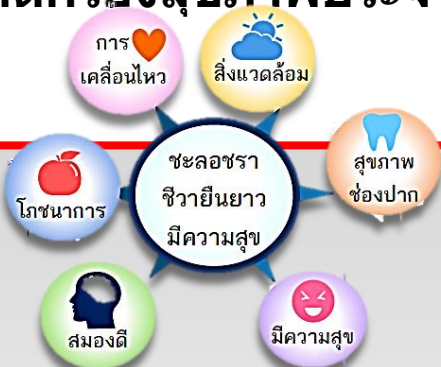 การ
เคลื่อนไหว
สิ่งแวดล้อม
สุขภาพ
ช่องปาก
ชะลอชรา
ชีวายืนยาว
มีความสุข
โภชนาการ
สมองดี
มีความสุข